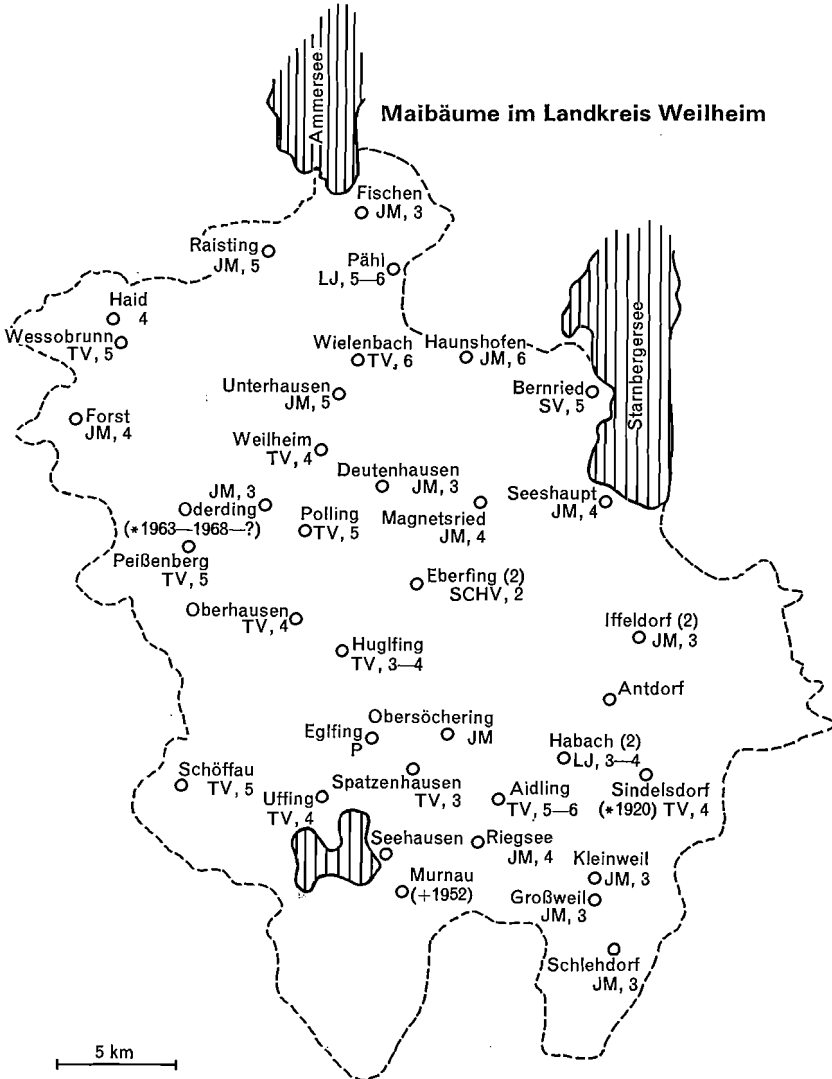 Ammersee
Maibäume im Landkreis Weilheim
Fischen
JM, 3
Raisting
JM, 5
Pähl
LJ, 5—6
Starnbergersee
Haid
4
Wessobrunn
TV, 5
Wielenbach
TV, 6
Haunshofen
JM, 6
Unterhausen
JM, 5
Bernried
SV, 5
Forst
JM, 4
Weilheim
TV, 4
Deutenhausen
JM, 3
JM, 3
Oderding
(*1963—1968—?)
Polling
TV, 5
Magnetsried
JM, 4
Seeshaupt
JM, 4
Peißenberg
TV, 5
Eberfing (2)
SCHV, 2
Oberhausen
TV, 4
Iffeldorf (2)
JM, 3
Huglfing
TV, 3—4
Antdorf
Obersöchering
JM
Eglfing
P
Habach (2)
LJ, 3—4
Schöffau
TV, 5
Spatzenhausen
TV, 3
Aidling
TV, 5—6
Sindelsdorf
(*1920) TV, 4
Uffing
TV, 4
Seehausen
Riegsee
JM, 4
Murnau
(+1952)
Kleinweil
JM, 3
Großweil
JM, 3
Schlehdorf
JM, 3
5 km